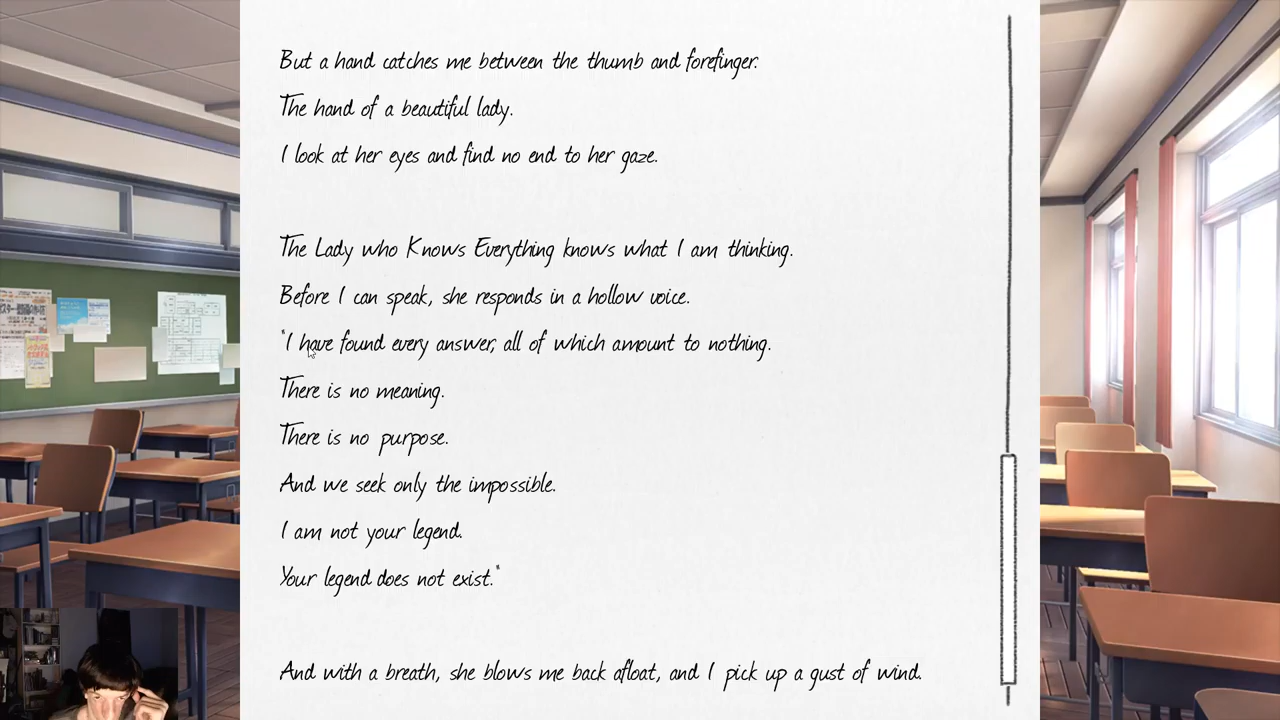 But a hand catches me between the thumb and forefinger.
The hand of a beautiful lady.
I look at her eyes and find no end to her gaze.
The Lady who Knows Everything knows what I am thinking.
Before I can speak, she responds in a hollow voice.
"I have found every answer, all of which amount to nothing.
There is no meaning.
There is no purpose.
And we seek only the impossible.
I am not your legend.
Your legend does not exist."
And with a breath, she blows me back afloat, and I pick up a gust of wind.